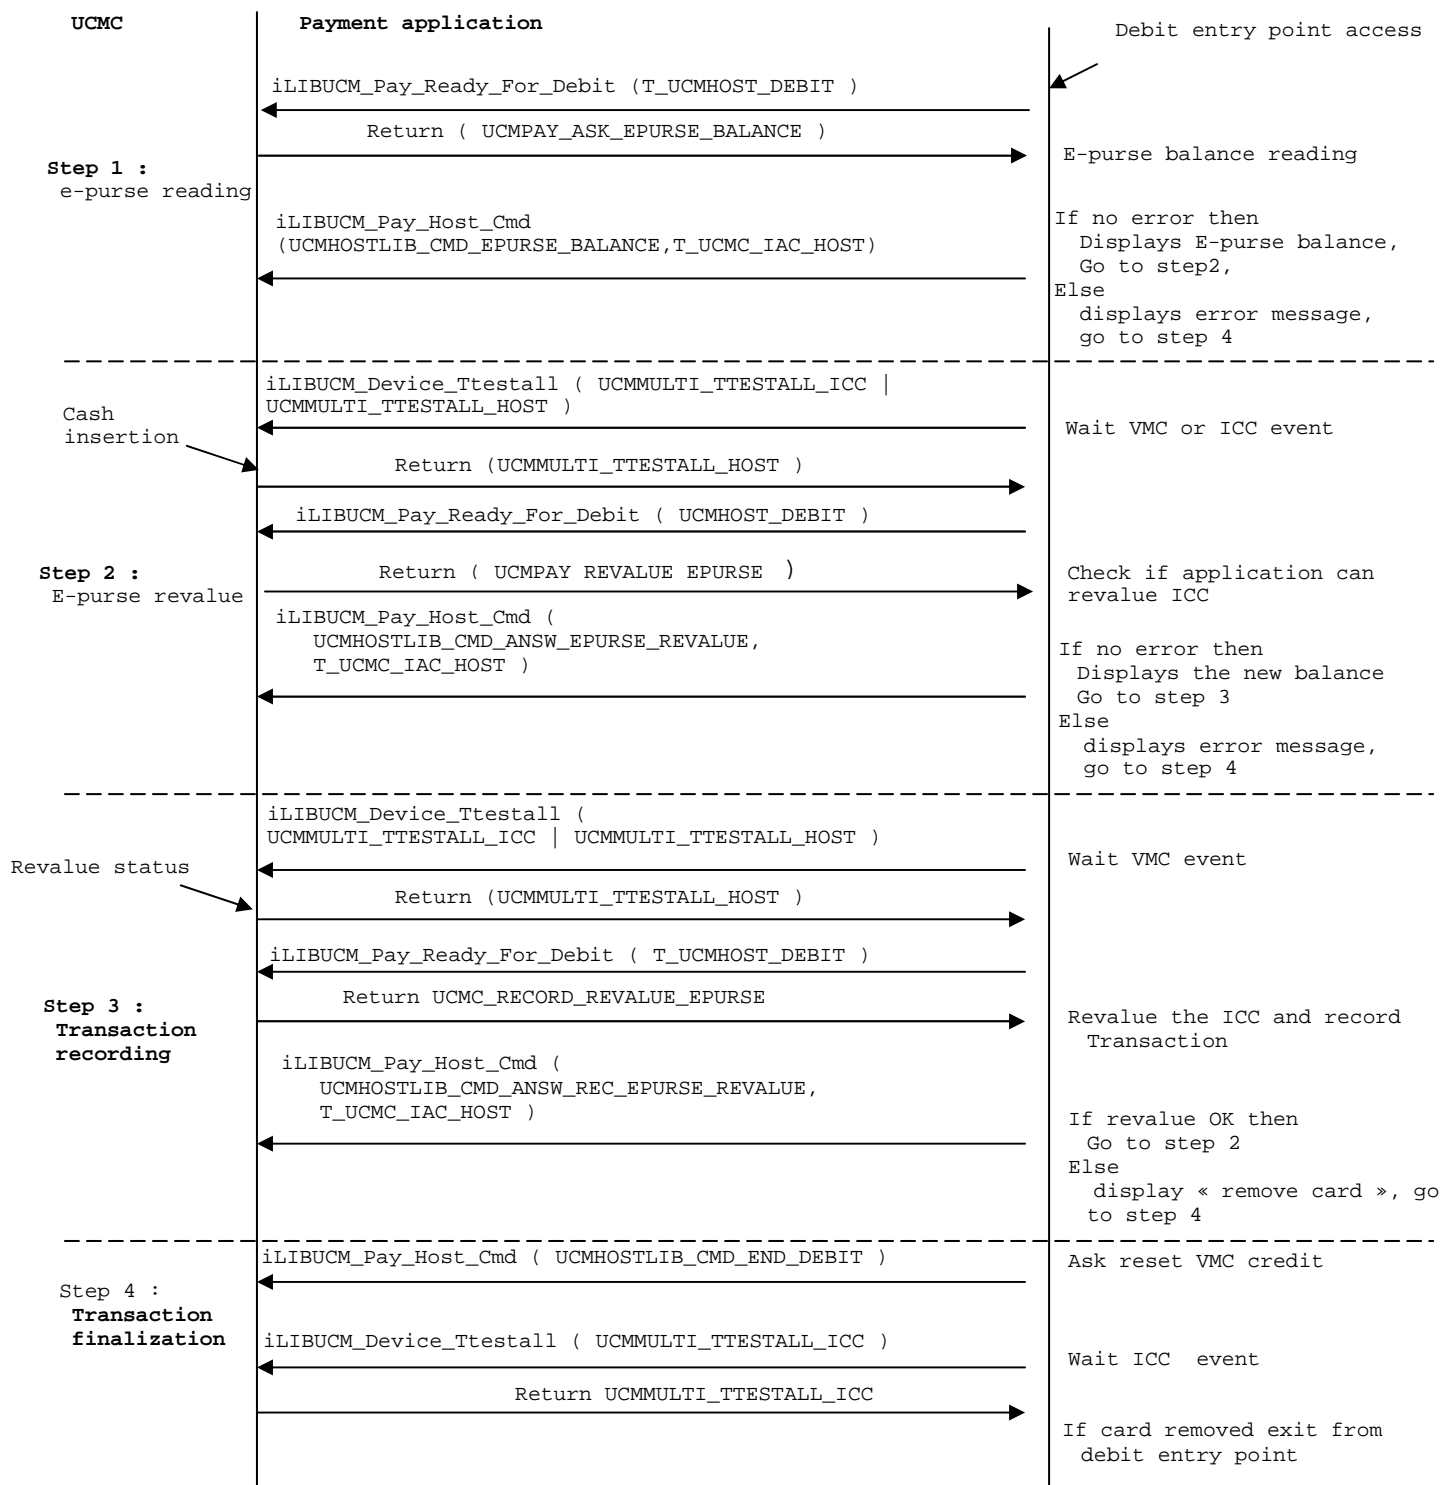 UCMC
Payment application
Debit entry point access
iLIBUCM_Pay_Ready_For_Debit (T_UCMHOST_DEBIT )
Return ( UCMPAY_ASK_EPURSE_BALANCE )
E-purse balance reading
Step 1 :
e-purse reading
iLIBUCM_Pay_Host_Cmd
(UCMHOSTLIB_CMD_EPURSE_BALANCE,T_UCMC_IAC_HOST)
If no error then
Displays E-purse balance,
Go to step2,
Else
displays error message,
go to step 4
iLIBUCM_Device_Ttestall ( UCMMULTI_TTESTALL_ICC |
UCMMULTI_TTESTALL_HOST )
Cash
insertion
Wait VMC or ICC event
Return (UCMMULTI_TTESTALL_HOST )
iLIBUCM_Pay_Ready_For_Debit ( UCMHOST_DEBIT )
Step 2 :
E-purse revalue
Return ( UCMPAY REVALUE EPURSE )
Check if application can
revalue ICC
iLIBUCM_Pay_Host_Cmd (
UCMHOSTLIB_CMD_ANSW_EPURSE_REVALUE,
T_UCMC_IAC_HOST )
If no error then
Displays the new balance
Go to step 3
Else
displays error message,
go to step 4
iLIBUCM_Device_Ttestall (
UCMMULTI_TTESTALL_ICC | UCMMULTI_TTESTALL_HOST )
Wait VMC event
Revalue status
Return (UCMMULTI_TTESTALL_HOST )
iLIBUCM_Pay_Ready_For_Debit ( T_UCMHOST_DEBIT )
Return UCMC_RECORD_REVALUE_EPURSE
Step 3 :
Transaction
recording
Revalue the ICC and record
Transaction
iLIBUCM_Pay_Host_Cmd (
UCMHOSTLIB_CMD_ANSW_REC_EPURSE_REVALUE,
T_UCMC_IAC_HOST )
If revalue OK then
Go to step 2
Else
display « remove card », go
to step 4
iLIBUCM_Pay_Host_Cmd ( UCMHOSTLIB_CMD_END_DEBIT )
Ask reset VMC credit
Step 4 :
Transaction
finalization
iLIBUCM_Device_Ttestall ( UCMMULTI_TTESTALL_ICC )
Wait ICC event
Return UCMMULTI_TTESTALL_ICC
If card removed exit from
debit entry point